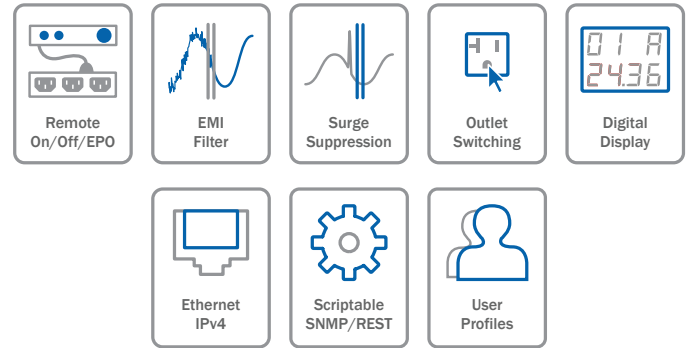 01 A
24.36
Remote
On/Off/EPO
EMI
Filter
Surge
Suppression
Outlet
Switching
Digital
Display
Ethernet
IPv4
Scriptable
SNMP/REST
User
Profiles